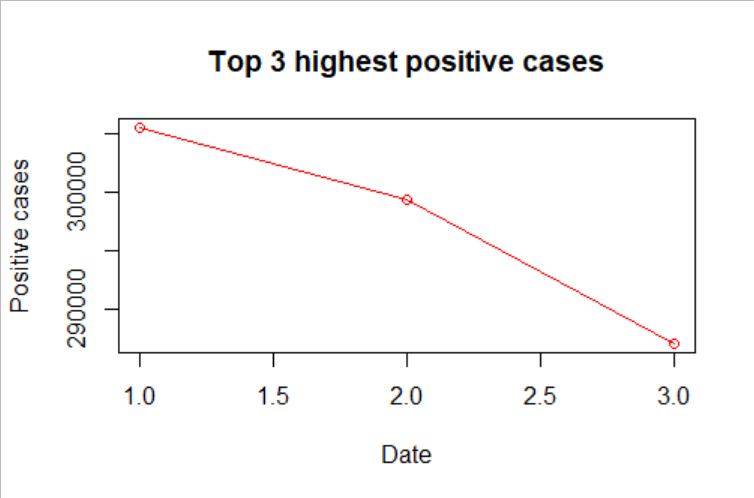 Top 3 highest positive cases
Positive cases
300000
290000
1.0 1.5 2.0 2.5 3.0
Date